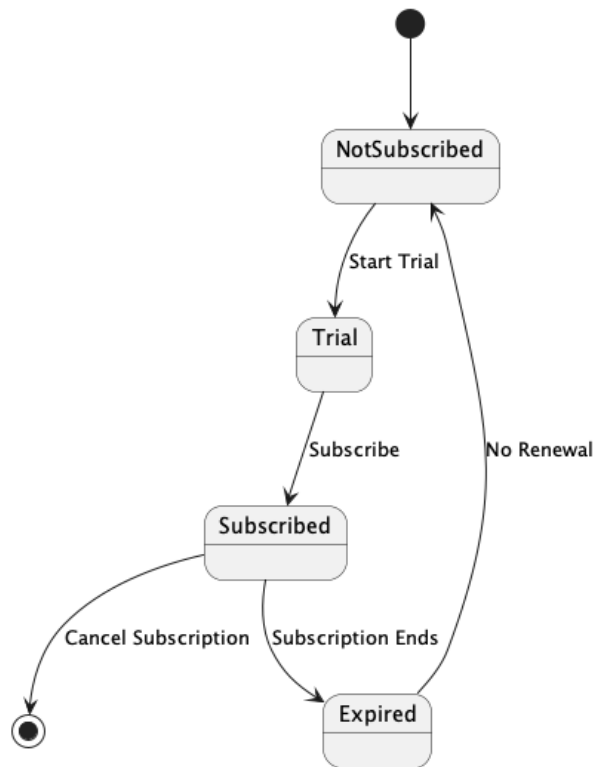 NotSubscribed
Start Trial
Trial
Subscribe
No Renewal
Subscribed
Cancel Subscription
Subscription Ends
Expired